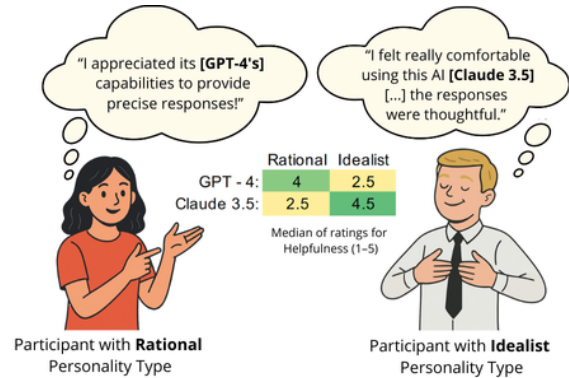 “I appreciated its [GPT-4's]
capabilities to provide
precise responses!”
“I felt really comfortable
using this AI [Claude 3.5]
[...] the responses
were thoughtful.”
Rational Idealist
GPT - 4: 4 2.5
Claude 3.5: 2.5 4.5
Median of ratings for
Helpfulness (1–5)
Participant with Rational
Personality Type
Participant with Idealist
Personality Type